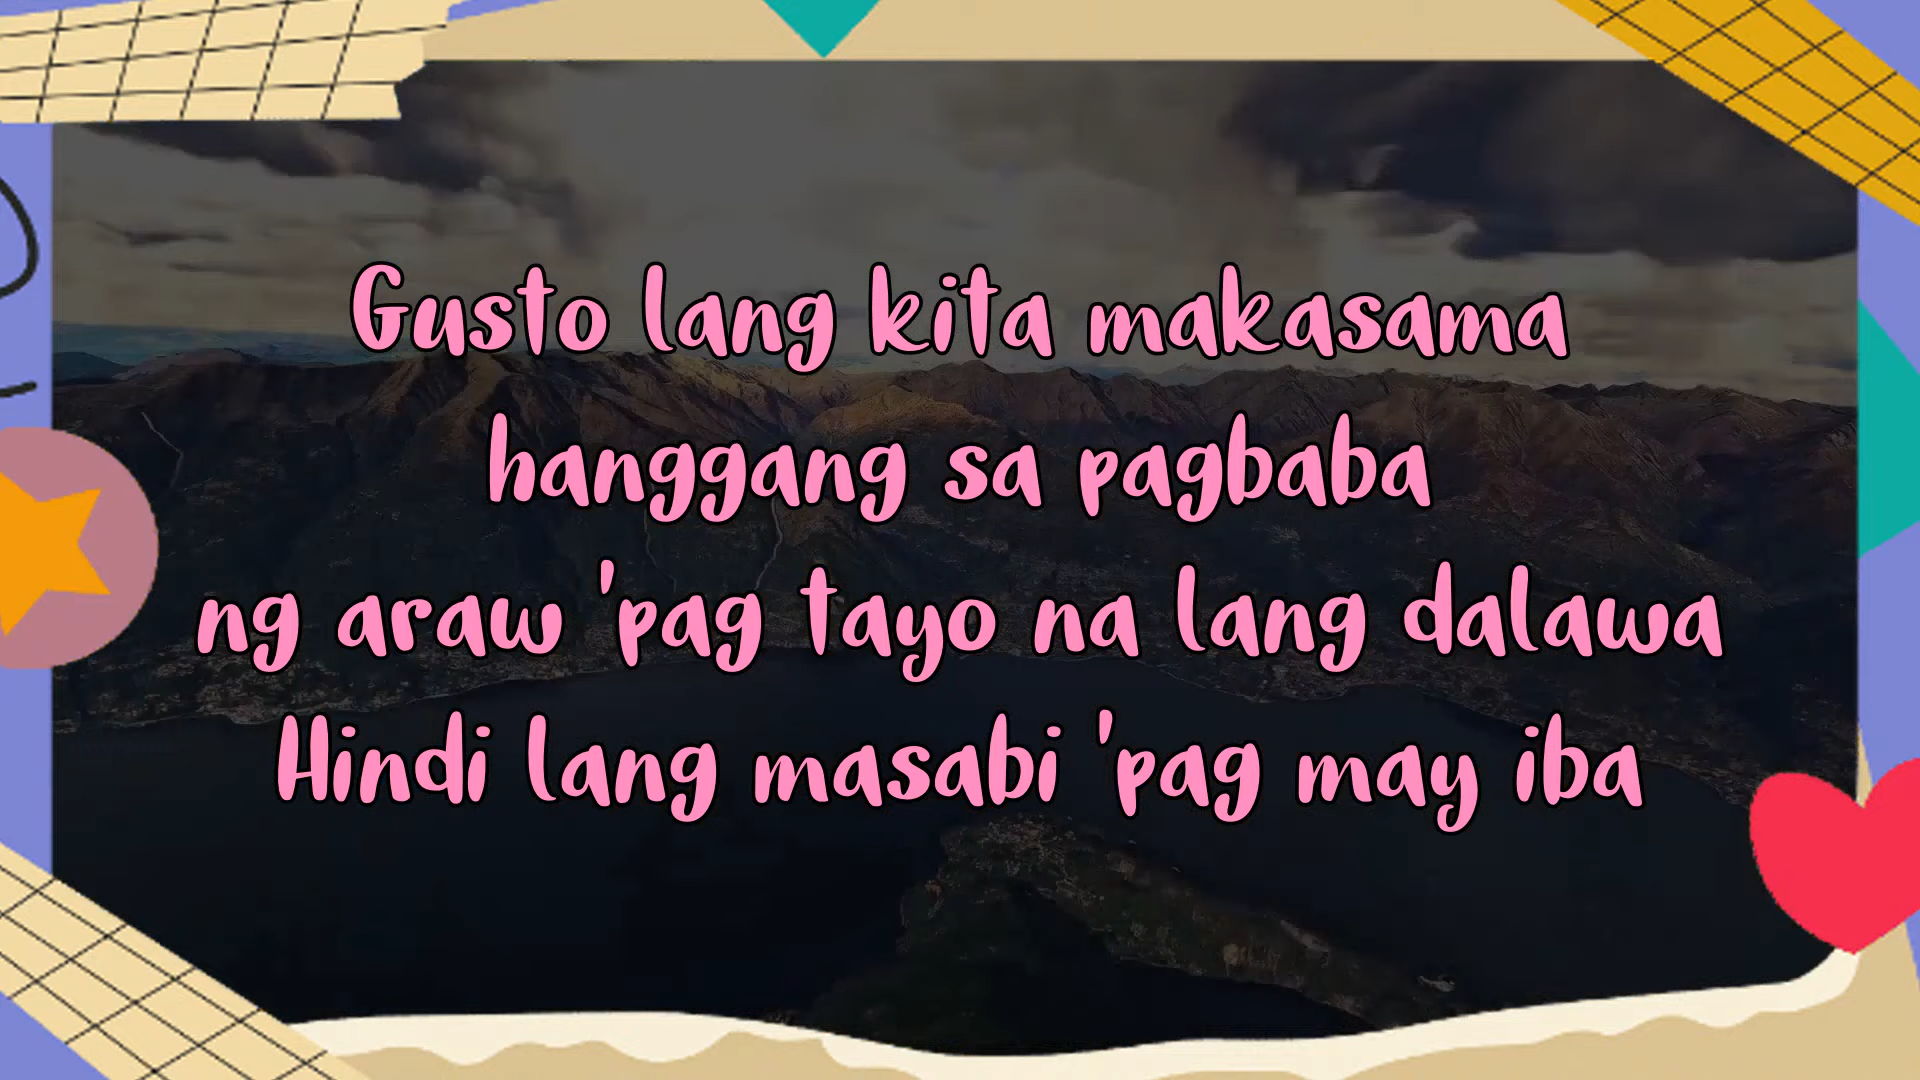 Gusto lang kita makasama
hanggang sa pagbaba
ng araw 'pag tayo na lang dalawa
Hindi lang masabi 'pag may iba